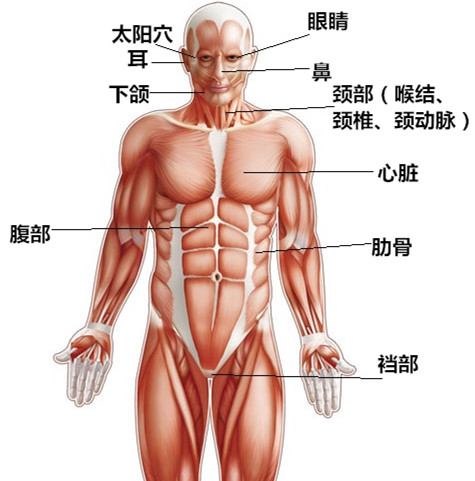 眼睛
太阳穴
耳
鼻
下颌
颈部（喉结、
颈椎、颈动脉）
心脏
腹部
肋骨
裆部